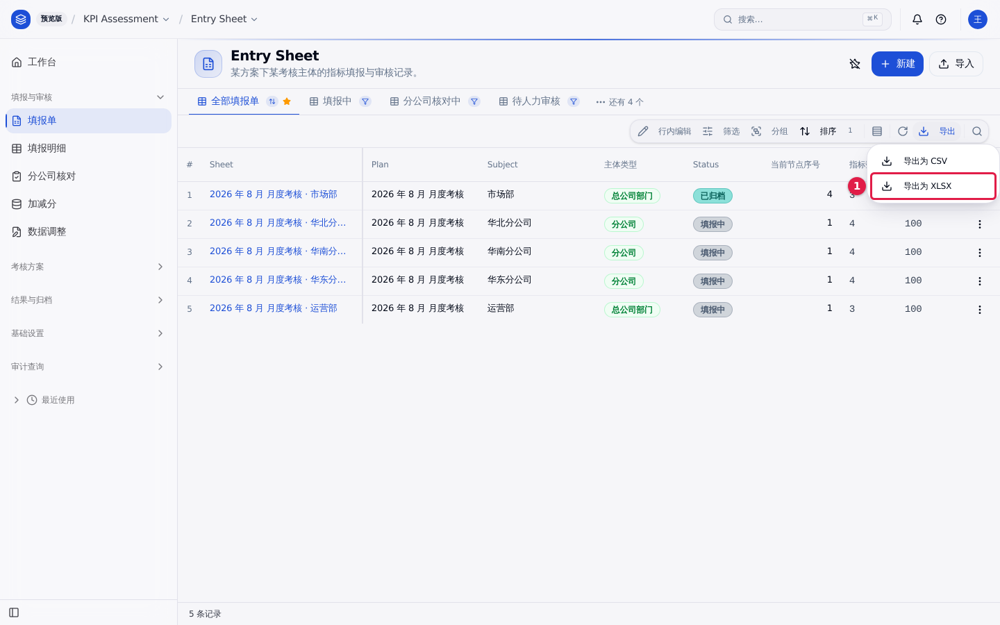 预览版 / KPI Assessment / Entry Sheet
搜索... ⌘K
王
工作台
填报与审核
填报单
填报明细
分公司核对
加减分
数据调整
考核方案
结果与归档
基础设置
审计查询
最近使用
Entry Sheet
某方案下某考核主体的指标填报与审核记录。
新建 导入
全部填报单 填报中 分公司核对中 待人力审核 还有 4 个
行内编辑 筛选 分组 排序 1 导出
导出为 CSV
1 导出为 XLSX
# Sheet Plan Subject 主体类型 Status 当前节点序号 指标
1 2026 年 8 月 月度考核 · 市场部 2026 年 8 月 月度考核 市场部 总公司部门 已归档 4 3
2 2026 年 8 月 月度考核 · 华北分... 2026 年 8 月 月度考核 华北分公司 分公司 填报中 1 4 100
3 2026 年 8 月 月度考核 · 华南分... 2026 年 8 月 月度考核 华南分公司 分公司 填报中 1 4 100
4 2026 年 8 月 月度考核 · 华东分... 2026 年 8 月 月度考核 华东分公司 分公司 填报中 1 4 100
5 2026 年 8 月 月度考核 · 运营部 2026 年 8 月 月度考核 运营部 总公司部门 填报中 1 3 100
5 条记录